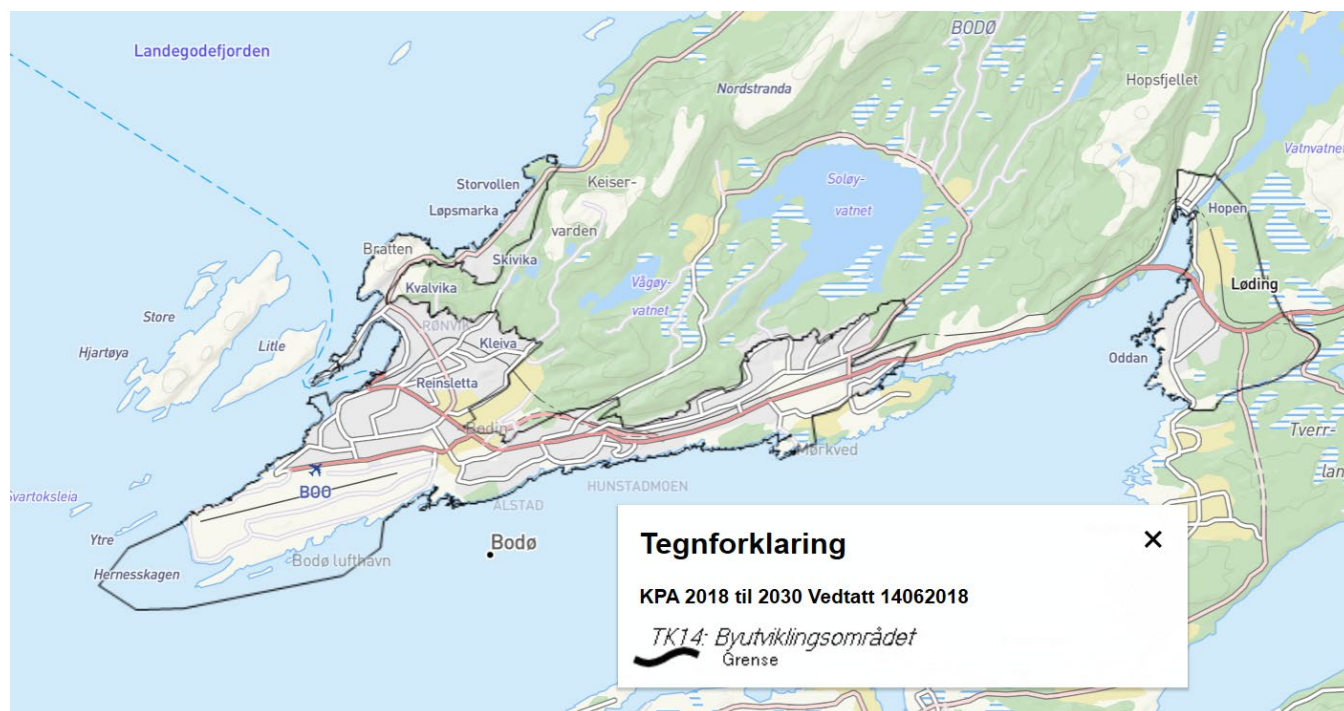 Landegodefjorden
BODØ
Nordstranda
Hopsfjellet
Vatnvatnet
Storvollen
Keiser-
varden
Soløy-
vatnet
Løpsmarka
Hopen
Bratten
Skivika
Kvalvika
Vågøy-
vatnet
Løding
Store
RØNVIK
Kleiva
Hjartøya
Litle
Oddan
Reinsletta
Bodin
Tverr-
lan
Mørkved
BOO
HUNSTADMOEN
Svartoksleia
ALSTAD
Ytre
Bodø
Bodø lufthavn
Hernesskagen
Tegnforklaring
KPA 2018 til 2030 Vedtatt 14062018
TK14: Byutviklingsområdet
Grense